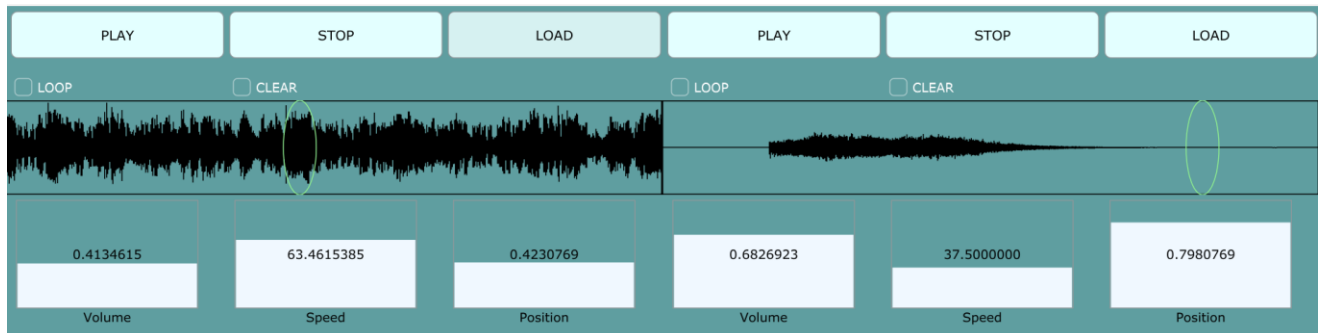 PLAY STOP LOAD PLAY STOP LOAD
LOOP CLEAR LOOP CLEAR
0.4134615 63.4615385 0.4230769 0.6826923 37.5000000 0.7980769
Volume Speed Position Volume Speed Position